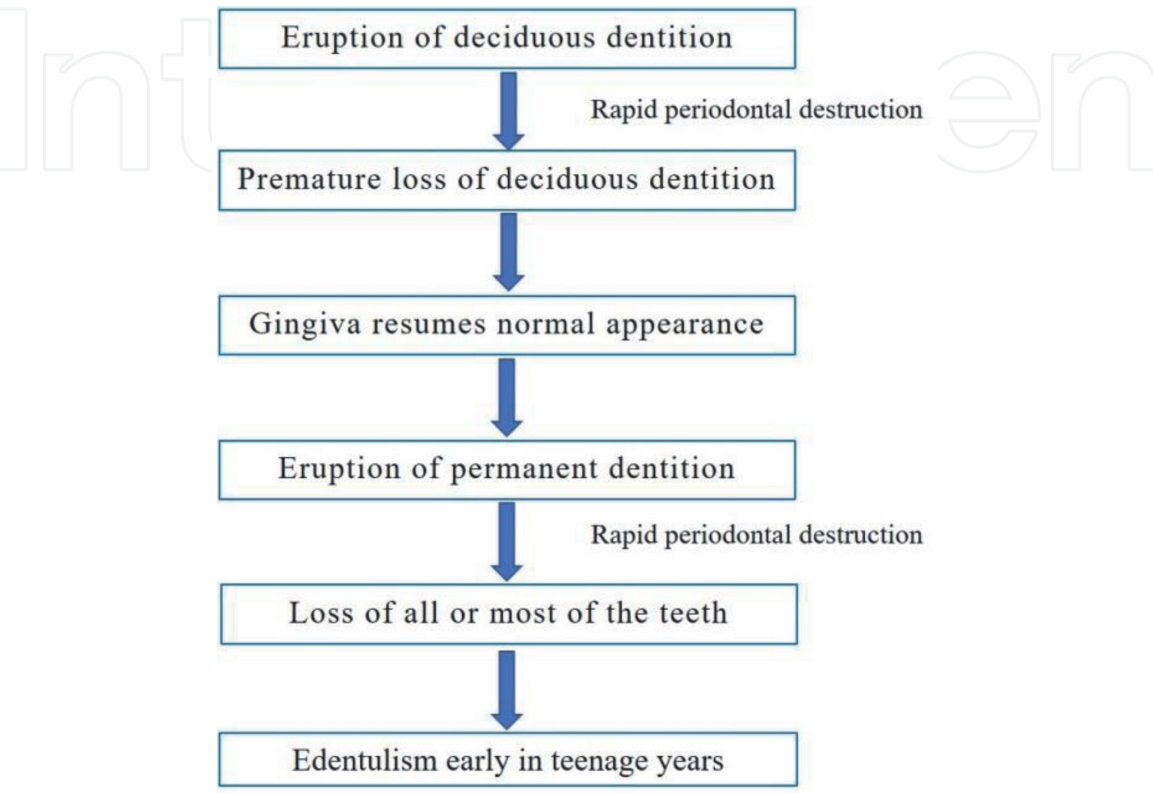 Eruption of deciduous dentition
Rapid periodontal destruction
Premature loss of deciduous dentition
Gingiva resumes normal appearance
Eruption of permanent dentition
Rapid periodontal destruction
Loss of all or most of the teeth
Edentulism early in teenage years